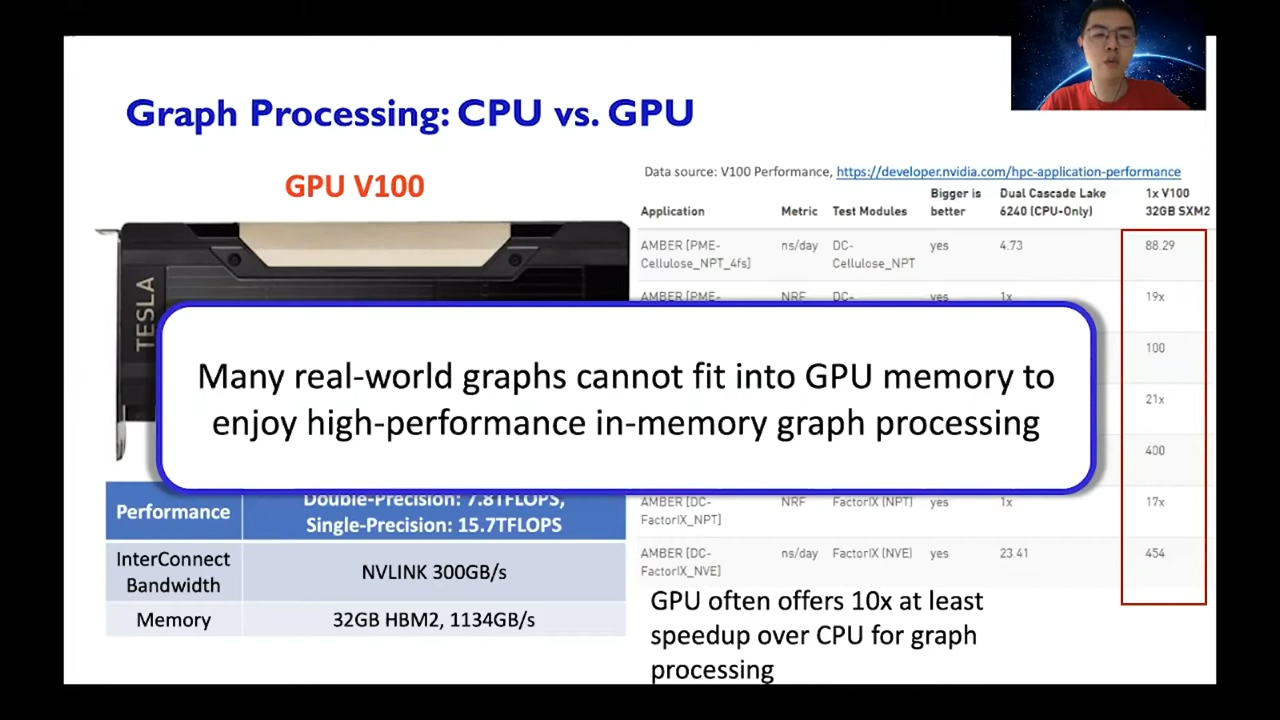 Graph Processing: CPU vs. GPU
GPU V100
TESLA
Data source: V100 Performance, https://developer.nvidia.com/hpc-application-performance
Application Metric Test Modules Bigger is better Dual Cascade Lake 6240 (CPU-Only) 1x V100 32GB SXM2
AMBER [PME- ns/day DC- yes 4.73 88.29
Cellulose_NPT_4fs] Cellulose_NPT
AMBER [PME- NRF DC- yes 1x 19x
100
21x
400
Many real-world graphs cannot fit into GPU memory to
enjoy high-performance in-memory graph processing
AMBER [DC- NRF FactorIX (NPT) yes 1x 17x
FactorIX_NPT]
AMBER [DC- ns/day FactorIX (NVE) yes 23.41 454
FactorIX_NVE]
Performance Double-Precision: 7.8TFLOPS,
Single-Precision: 15.7TFLOPS
InterConnect
Bandwidth NVLINK 300GB/s
Memory 32GB HBM2, 1134GB/s
GPU often offers 10x at least
speedup over CPU for graph
processing